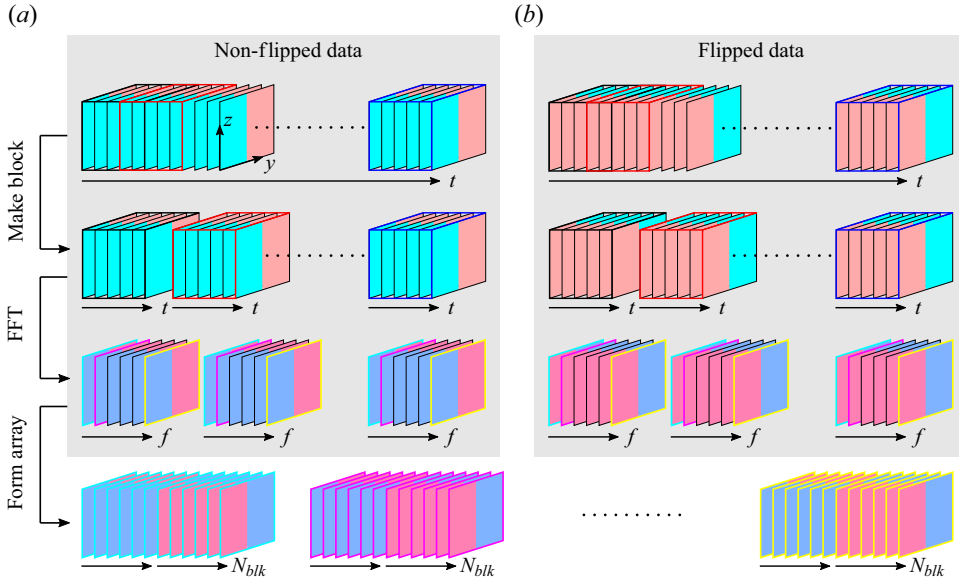 (a)
(b)
Non-flipped data
Flipped data
Make block
FFT
Form array
z
y
t
t
t
t
t
t
t
t
f
f
f
f
f
f
N_blk
N_blk
N_blk